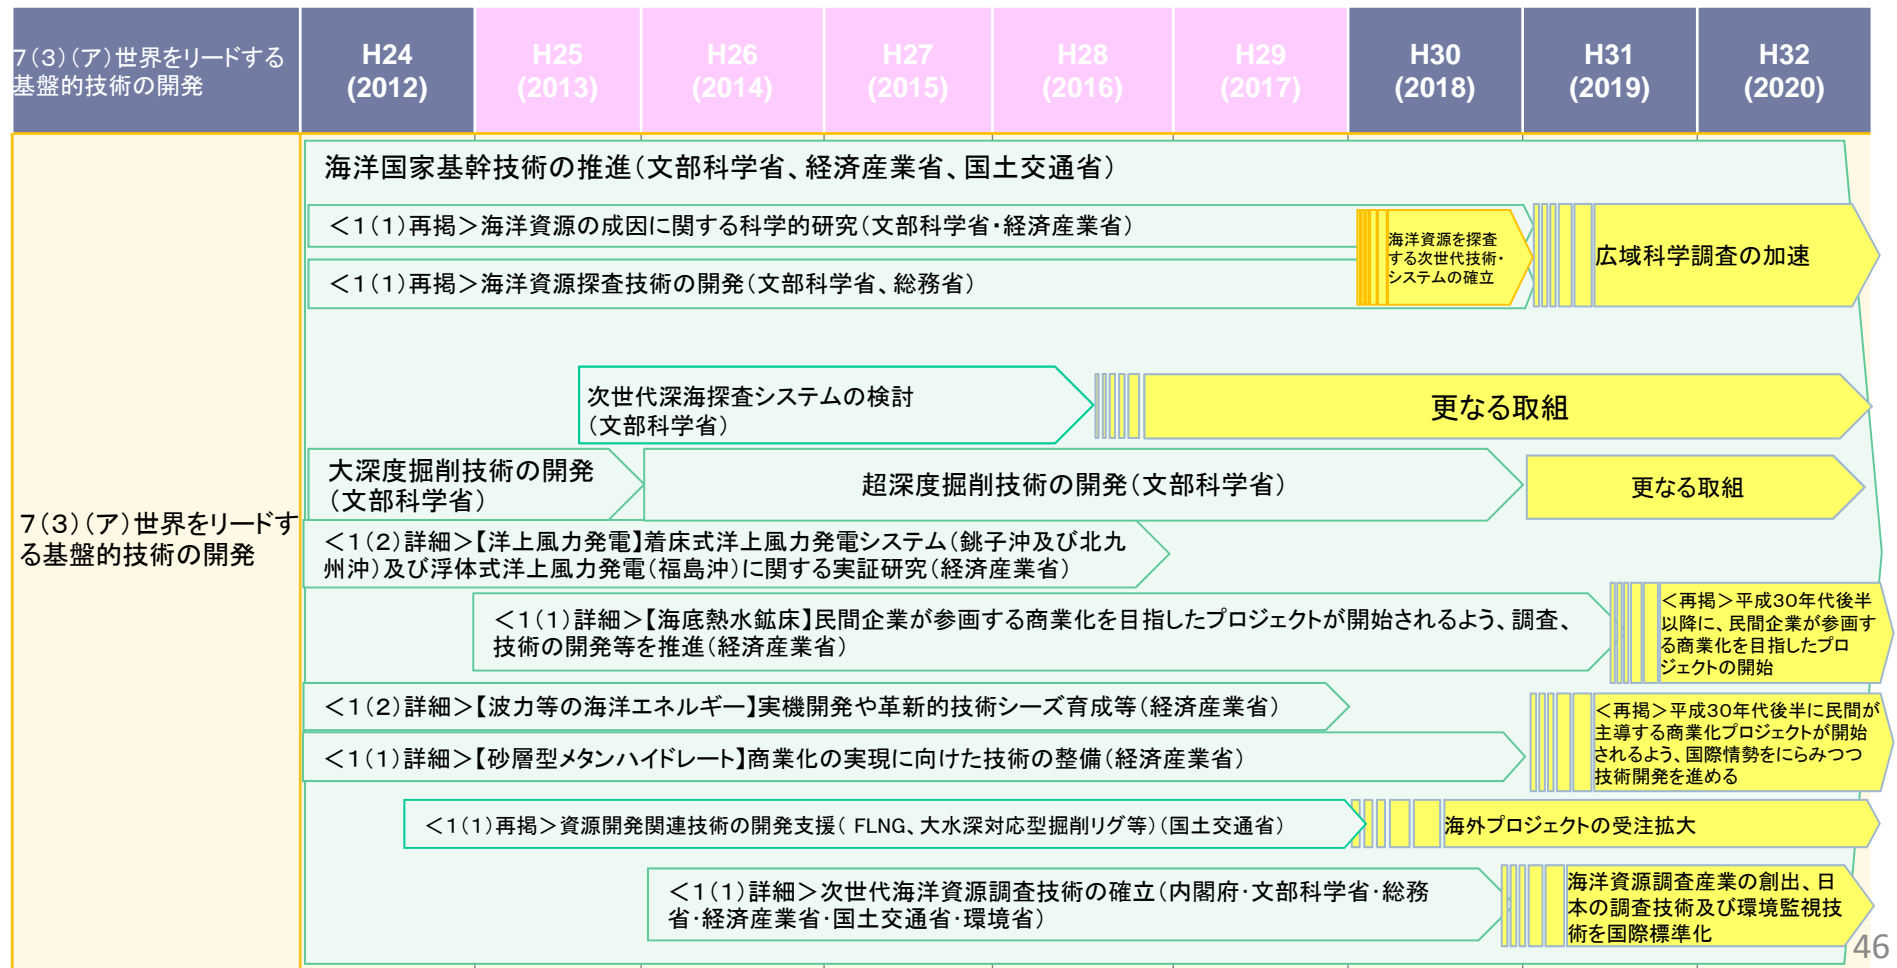 7(3)(ア)世界をリードする
基盤的技術の開発
H24
(2012)
H25
(2013)
H26
(2014)
H27
(2015)
H28
(2016)
H29
(2017)
H30
(2018)
H31
(2019)
H32
(2020)
7(3)(ア)世界をリードす
る基盤的技術の開発
海洋国家基幹技術の推進(文部科学省、経済産業省、国土交通省)
<1(1)再掲>海洋資源の成因に関する科学的研究(文部科学省・経済産業省)
<1(1)再掲>海洋資源探査技術の開発(文部科学省、総務省)
海洋資源を探査
する次世代技術・
システムの確立
広域科学調査の加速
次世代深海探査システムの検討
(文部科学省)
更なる取組
大深度掘削技術の開発
(文部科学省)
超深度掘削技術の開発(文部科学省)
更なる取組
<1(2)詳細>【洋上風力発電】着床式洋上風力発電システム(銚子沖及び北九
州沖)及び浮体式洋上風力発電(福島沖)に関する実証研究(経済産業省)
<1(1)詳細>【海底熱水鉱床】民間企業が参画する商業化を目指したプロジェクトが開始されるよう、調査、
技術の開発等を推進(経済産業省)
<再掲>平成30年代後半
以降に、民間企業が参画す
る商業化を目指したプロ
ジェクトの開始
<1(2)詳細>【波力等の海洋エネルギー】実機開発や革新的技術シーズ育成等(経済産業省)
<1(1)詳細>【砂層型メタンハイドレート】商業化の実現に向けた技術の整備(経済産業省)
<再掲>平成30年代後半に民間が
主導する商業化プロジェクトが開始
されるよう、国際情勢をにらみつつ
技術開発を進める
<1(1)再掲>資源開発関連技術の開発支援( FLNG、大水深対応型掘削リグ等)(国土交通省)
海外プロジェクトの受注拡大
<1(1)詳細>次世代海洋資源調査技術の確立(内閣府・文部科学省・総務
省・経済産業省・国土交通省・環境省)
海洋資源調査産業の創出、日
本の調査技術及び環境監視技
術を国際標準化
46